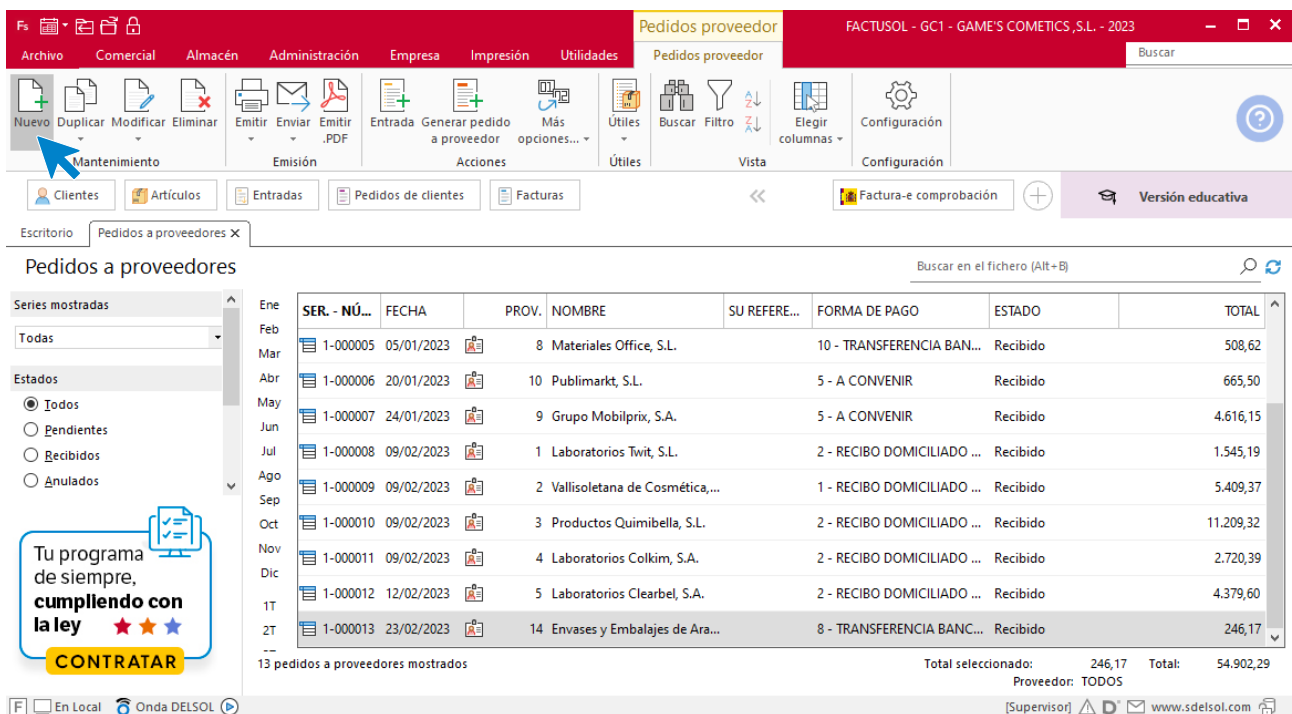 Fs
Pedidos proveedor
FACTUSOL - GC1 - GAME'S COMETICS ,S.L. - 2023
Archivo Comercial Almacén Administración Empresa Impresión Utilidades Pedidos proveedor Buscar
Nuevo Duplicar Modificar Eliminar Emitir Enviar Emitir .PDF Entrada Generar pedido a proveedor Más opciones... Útiles Buscar Filtro Elegir columnas Configuración
Mantenimiento Emisión Acciones Útiles Vista Configuración
Clientes Artículos Entradas Pedidos de clientes Facturas Factura-e comprobación Versión educativa
Escritorio Pedidos a proveedores X
Pedidos a proveedores Buscar en el fichero (Alt+B)
Series mostradas
Todas
Estados
Todos
Pendientes
Recibidos
Anulados
Tu programa
de siempre,
cumpliendo con
la ley
CONTRATAR
Ene
Feb
Mar
Abr
May
Jun
Jul
Ago
Sep
Oct
Nov
Dic
1T
2T
SER. - NÚ... FECHA PROV. NOMBRE SU REFERE... FORMA DE PAGO ESTADO TOTAL
1-000005 05/01/2023 8 Materiales Office, S.L. 10 - TRANSFERENCIA BAN... Recibido 508,62
1-000006 20/01/2023 10 Publimarkt, S.L. 5 - A CONVENIR Recibido 665,50
1-000007 24/01/2023 9 Grupo Mobilprix, S.A. 5 - A CONVENIR Recibido 4.616,15
1-000008 09/02/2023 1 Laboratorios Twit, S.L. 2 - RECIBO DOMICILIADO ... Recibido 1.545,19
1-000009 09/02/2023 2 Vallisoletana de Cosmética,... 1 - RECIBO DOMICILIADO ... Recibido 5.409,37
1-000010 09/02/2023 3 Productos Quimibella, S.L. 2 - RECIBO DOMICILIADO ... Recibido 11.209,32
1-000011 09/02/2023 4 Laboratorios Colkim, S.A. 2 - RECIBO DOMICILIADO ... Recibido 2.720,39
1-000012 12/02/2023 5 Laboratorios Clearbel, S.A. 2 - RECIBO DOMICILIADO ... Recibido 4.379,60
1-000013 23/02/2023 14 Envases y Embalajes de Ara... 8 - TRANSFERENCIA BANC... Recibido 246,17
13 pedidos a proveedores mostrados Total seleccionado: 246,17 Total: 54.902,29
Proveedor: TODOS
F En Local Onda DELSOL [Supervisor] D www.sdelsol.com